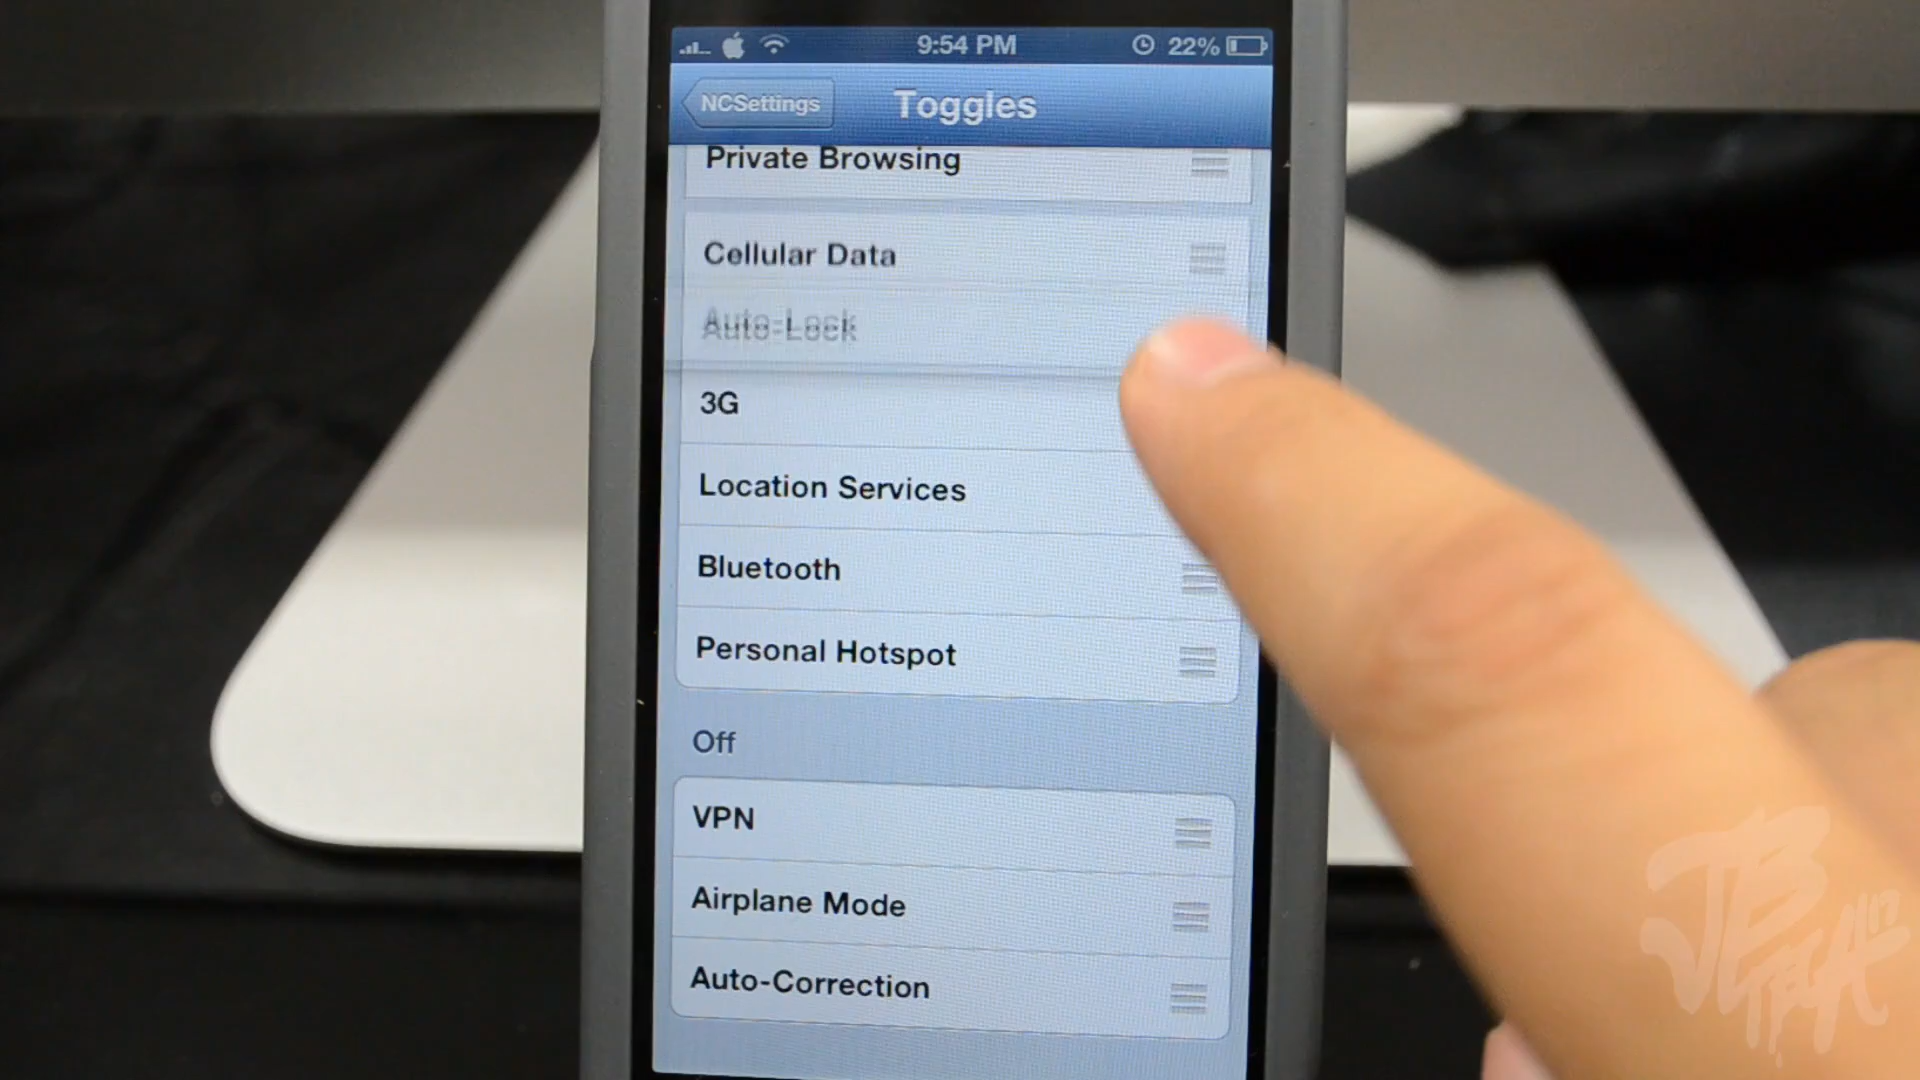 9:54 PM 22%
NCSettings Toggles
Private Browsing
Cellular Data
Auto-Lock
3G
Location Services
Bluetooth
Personal Hotspot
Off
VPN
Airplane Mode
Auto-Correction